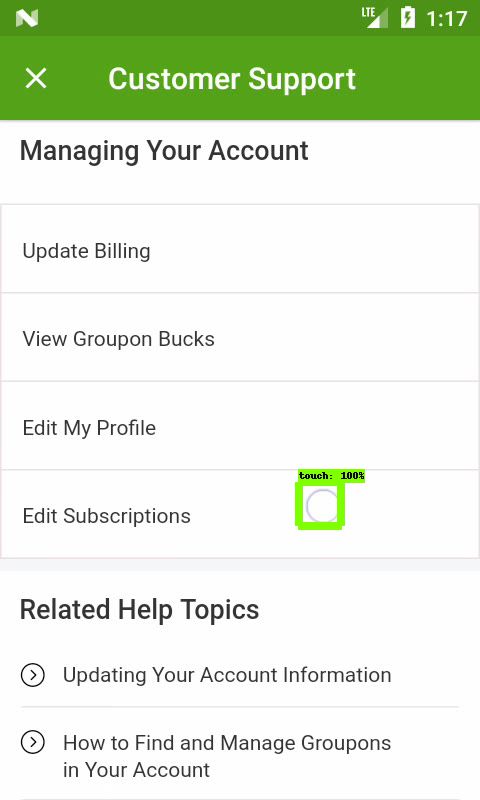 LTE 1:17
Customer Support
Managing Your Account
Update Billing
View Groupon Bucks
Edit My Profile
touch: 100%
Edit Subscriptions
Related Help Topics
Updating Your Account Information
How to Find and Manage Groupons
in Your Account